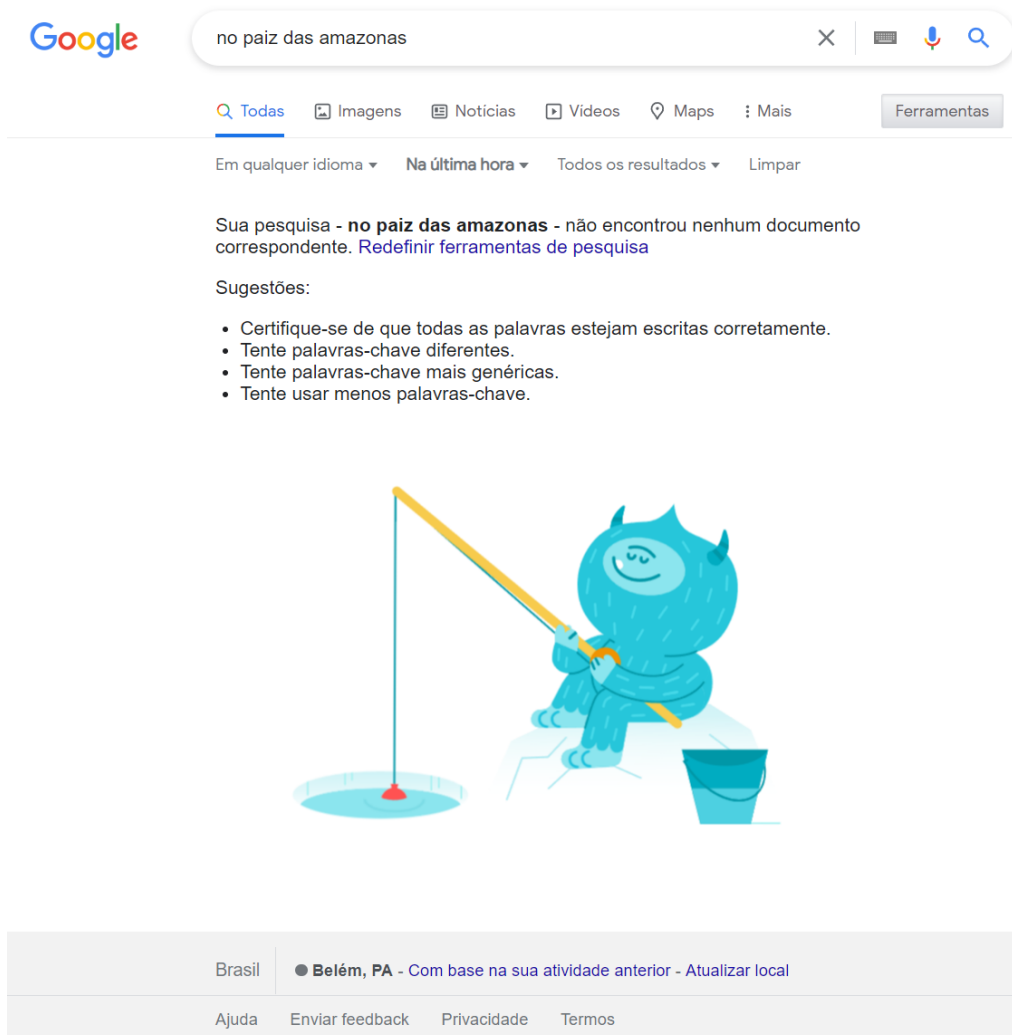 Google
no paiz das amazonas
Todas Imagens Notícias Vídeos Maps Mais Ferramentas
Em qualquer idioma Na última hora Todos os resultados Limpar
Sua pesquisa - no paiz das amazonas - não encontrou nenhum documento
correspondente. Redefinir ferramentas de pesquisa
Sugestões:
Certifique-se de que todas as palavras estejam escritas corretamente.
Tente palavras-chave diferentes.
Tente palavras-chave mais genéricas.
Tente usar menos palavras-chave.
Brasil Belém, PA - Com base na sua atividade anterior - Atualizar local
Ajuda Enviar feedback Privacidade Termos